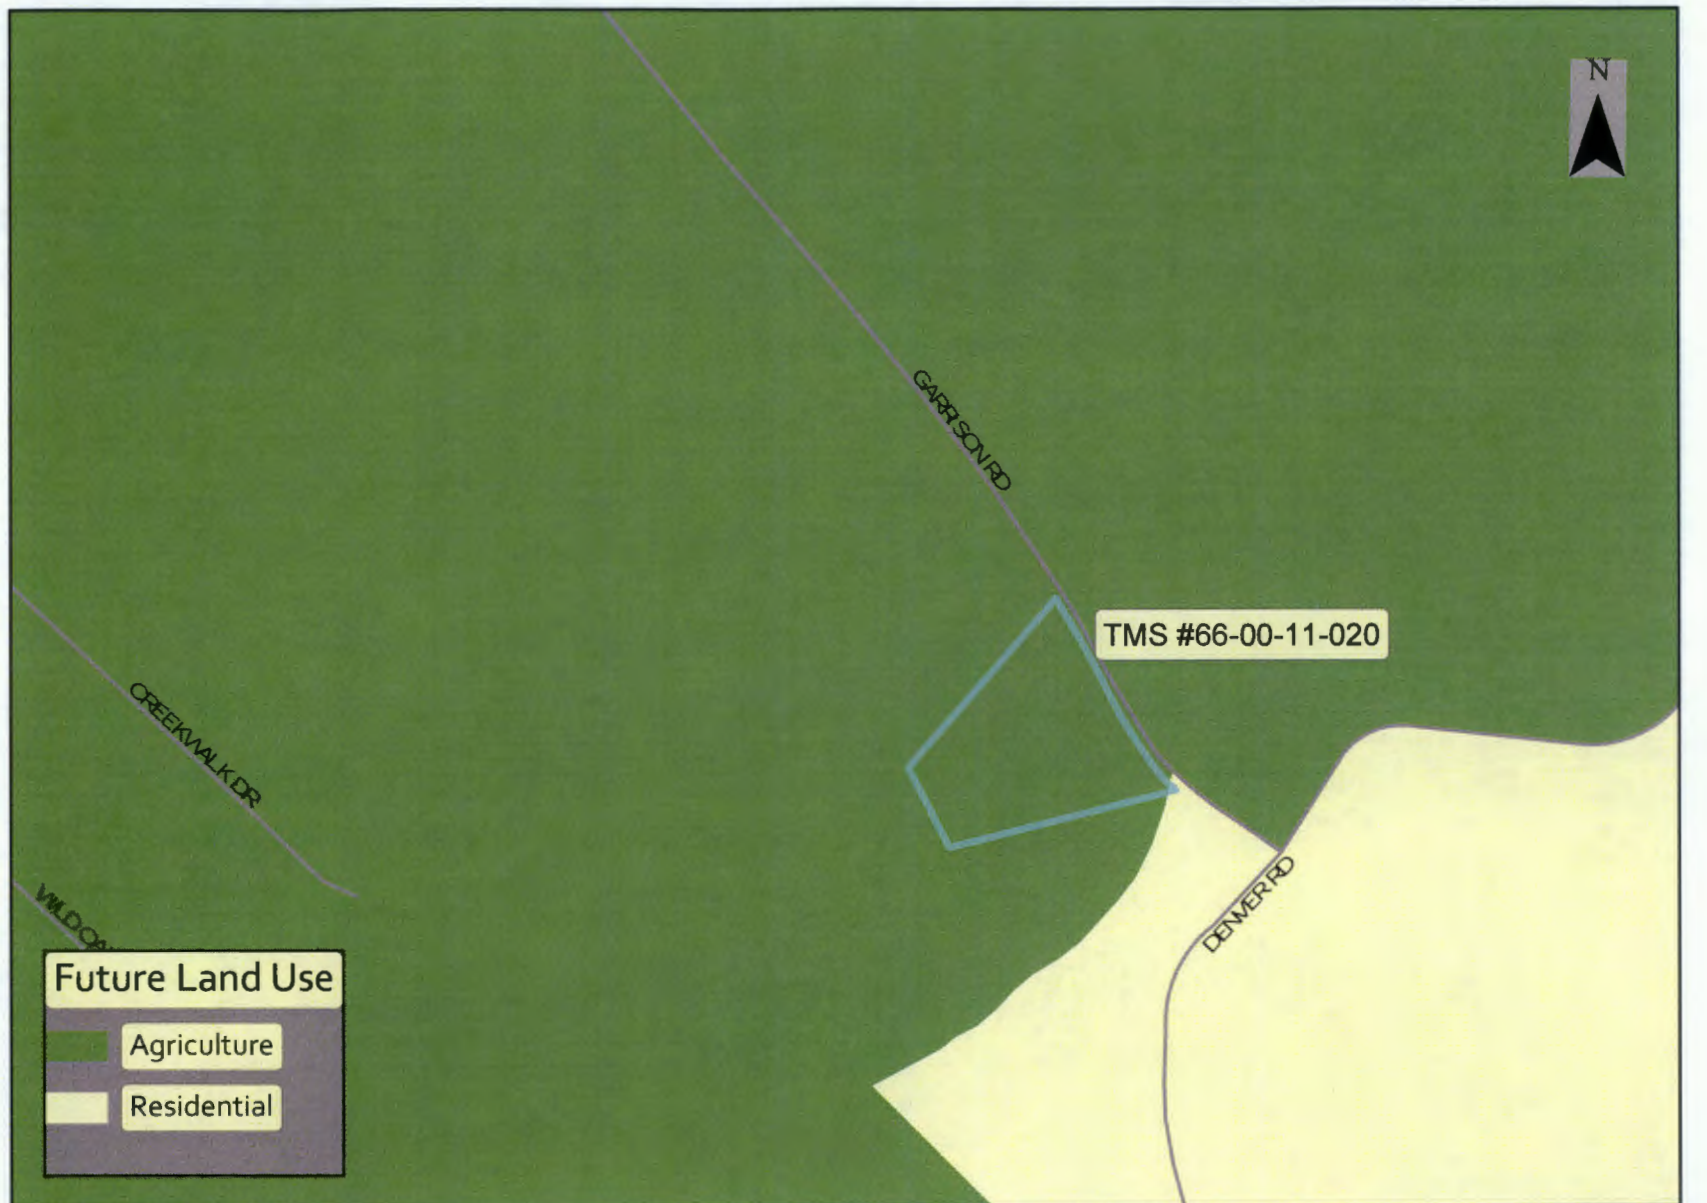 N
GARRISON RD
TMS #66-00-11-020
CREEKWALK DR
DENVER RD
Future Land Use
Agriculture
Residential